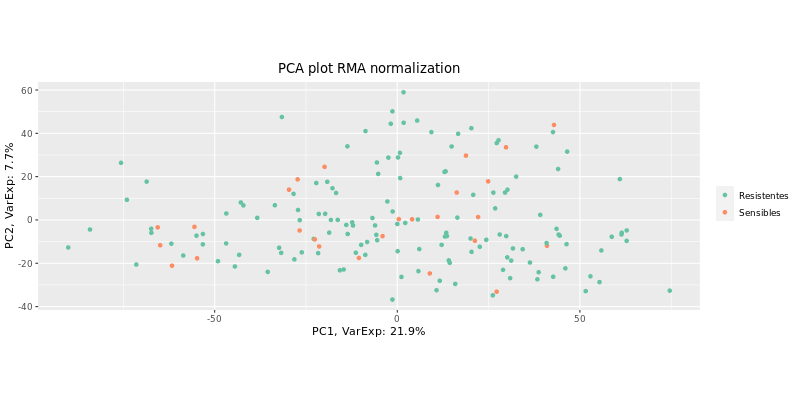 PCA plot RMA normalization
60
40
20
0
-20
-40
PC2, VarExp: 7.7%
-50
0
50
PC1, VarExp: 21.9%
Resistentes
Sensibles